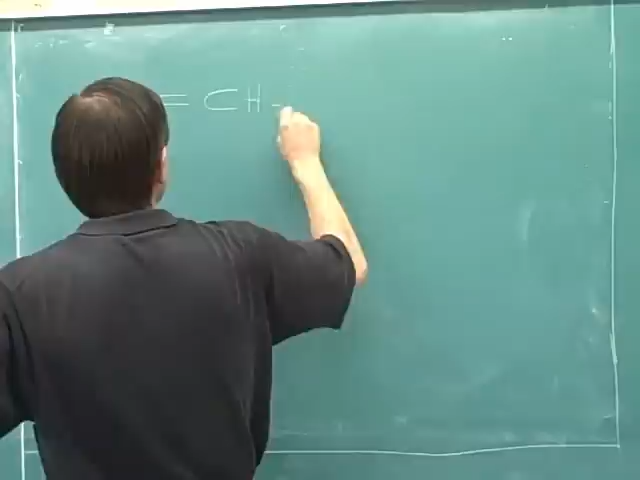 = CH -